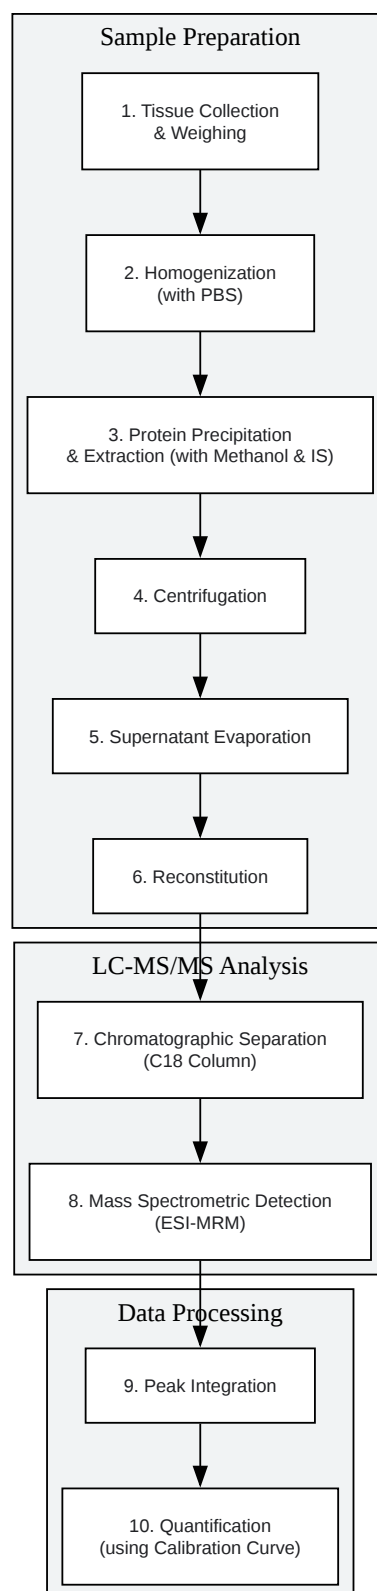 Sample Preparation
1. Tissue Collection
& Weighing
2. Homogenization
(with PBS)
3. Protein Precipitation
& Extraction (with Methanol & IS)
4. Centrifugation
5. Supernatant Evaporation
6. Reconstitution
LC-MS/MS Analysis
7. Chromatographic Separation
(C18 Column)
8. Mass Spectrometric Detection
(ESI-MRM)
Data Processing
9. Peak Integration
10. Quantification
(using Calibration Curve)